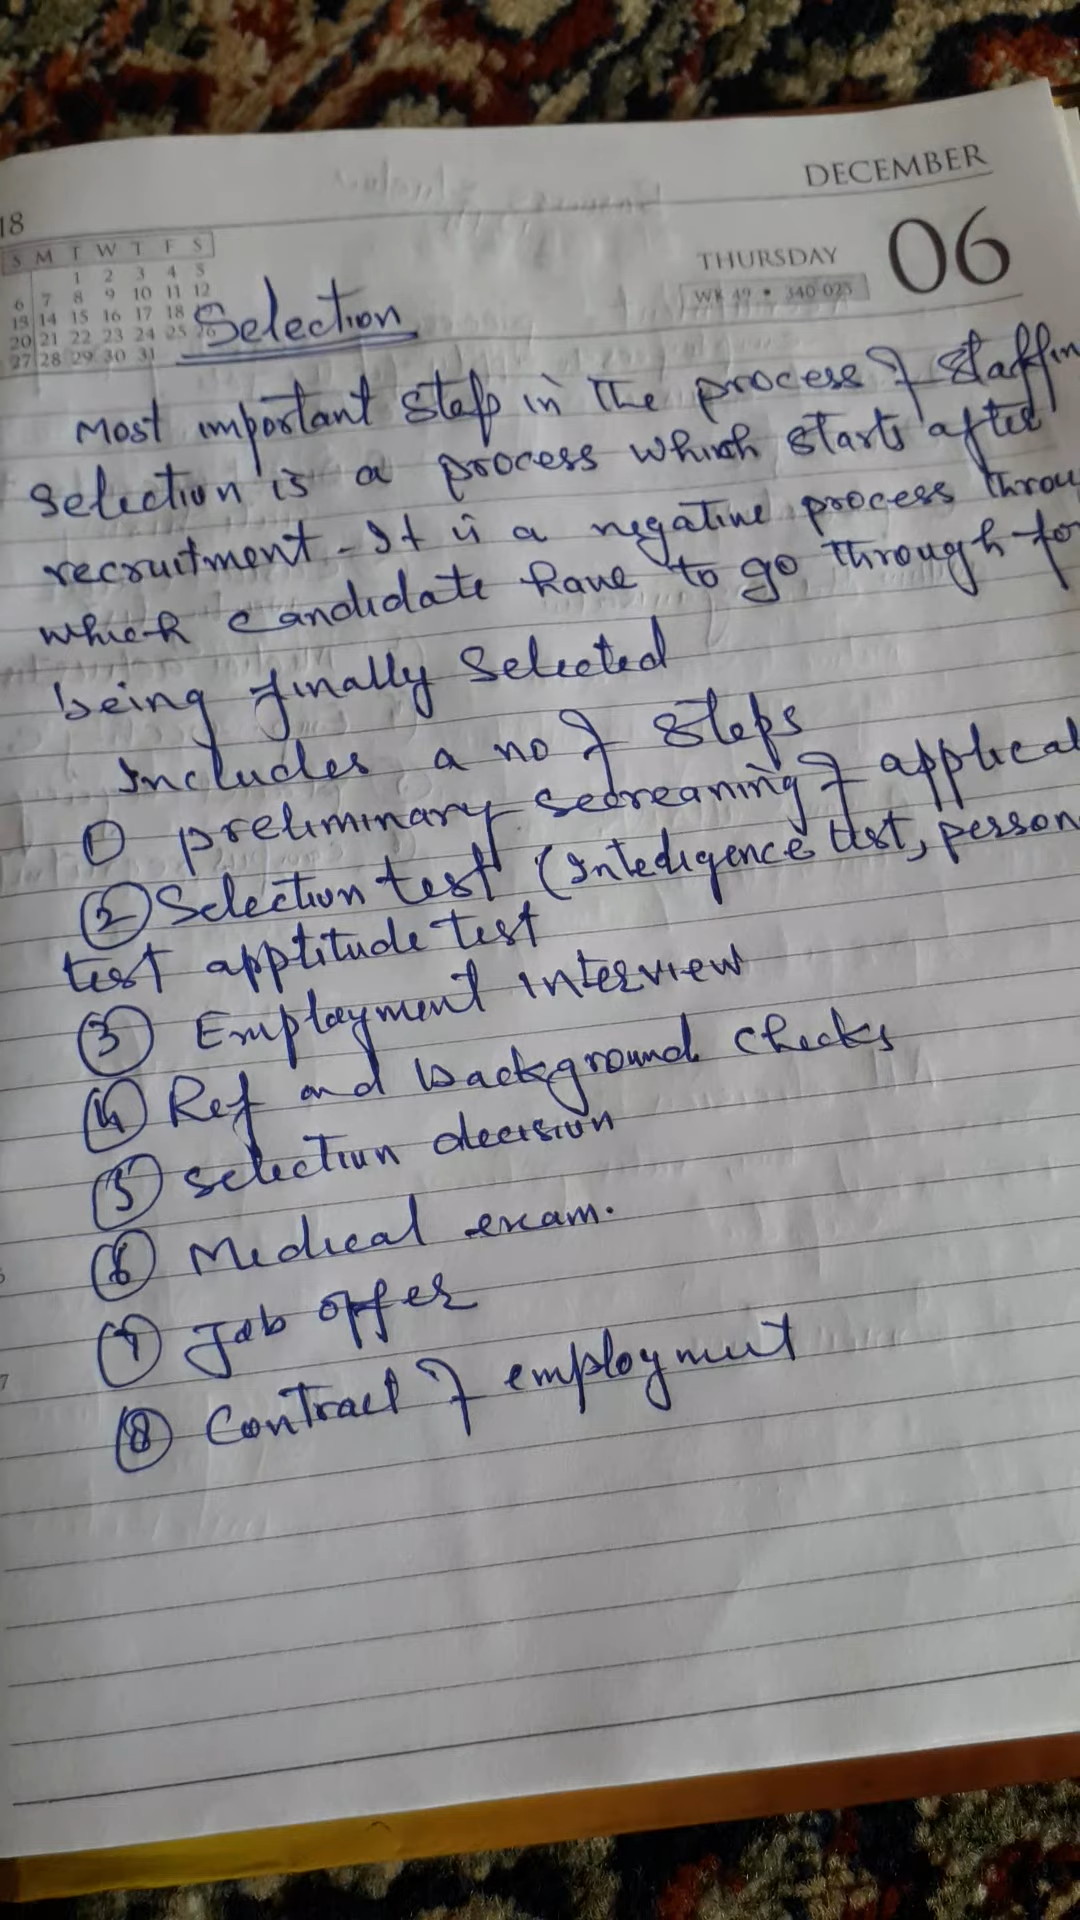 DECEMBER
18
THURSDAY 06
WK 49 • 340-025
S M T W T F S
1 2 3 4 5
6 7 8 9 10 11 12
13 14 15 16 17 18
20 21 22 23 24 25 26
27 28 29 30 31
Selection
Most important step in the process of staffin
Selection is a process which starts after
recruitment - It is a negative process throu
which candidate have to go through for
being finally selected
Includes a no of steps
① preliminary secreaning of applicat
② Selection test (Intedigence test, person
test apptitude test
③ Employment interview
④ Ref and background checks
⑤ selection decision
⑥ Medical exam.
⑦ Job offer
⑧ Contract of employment